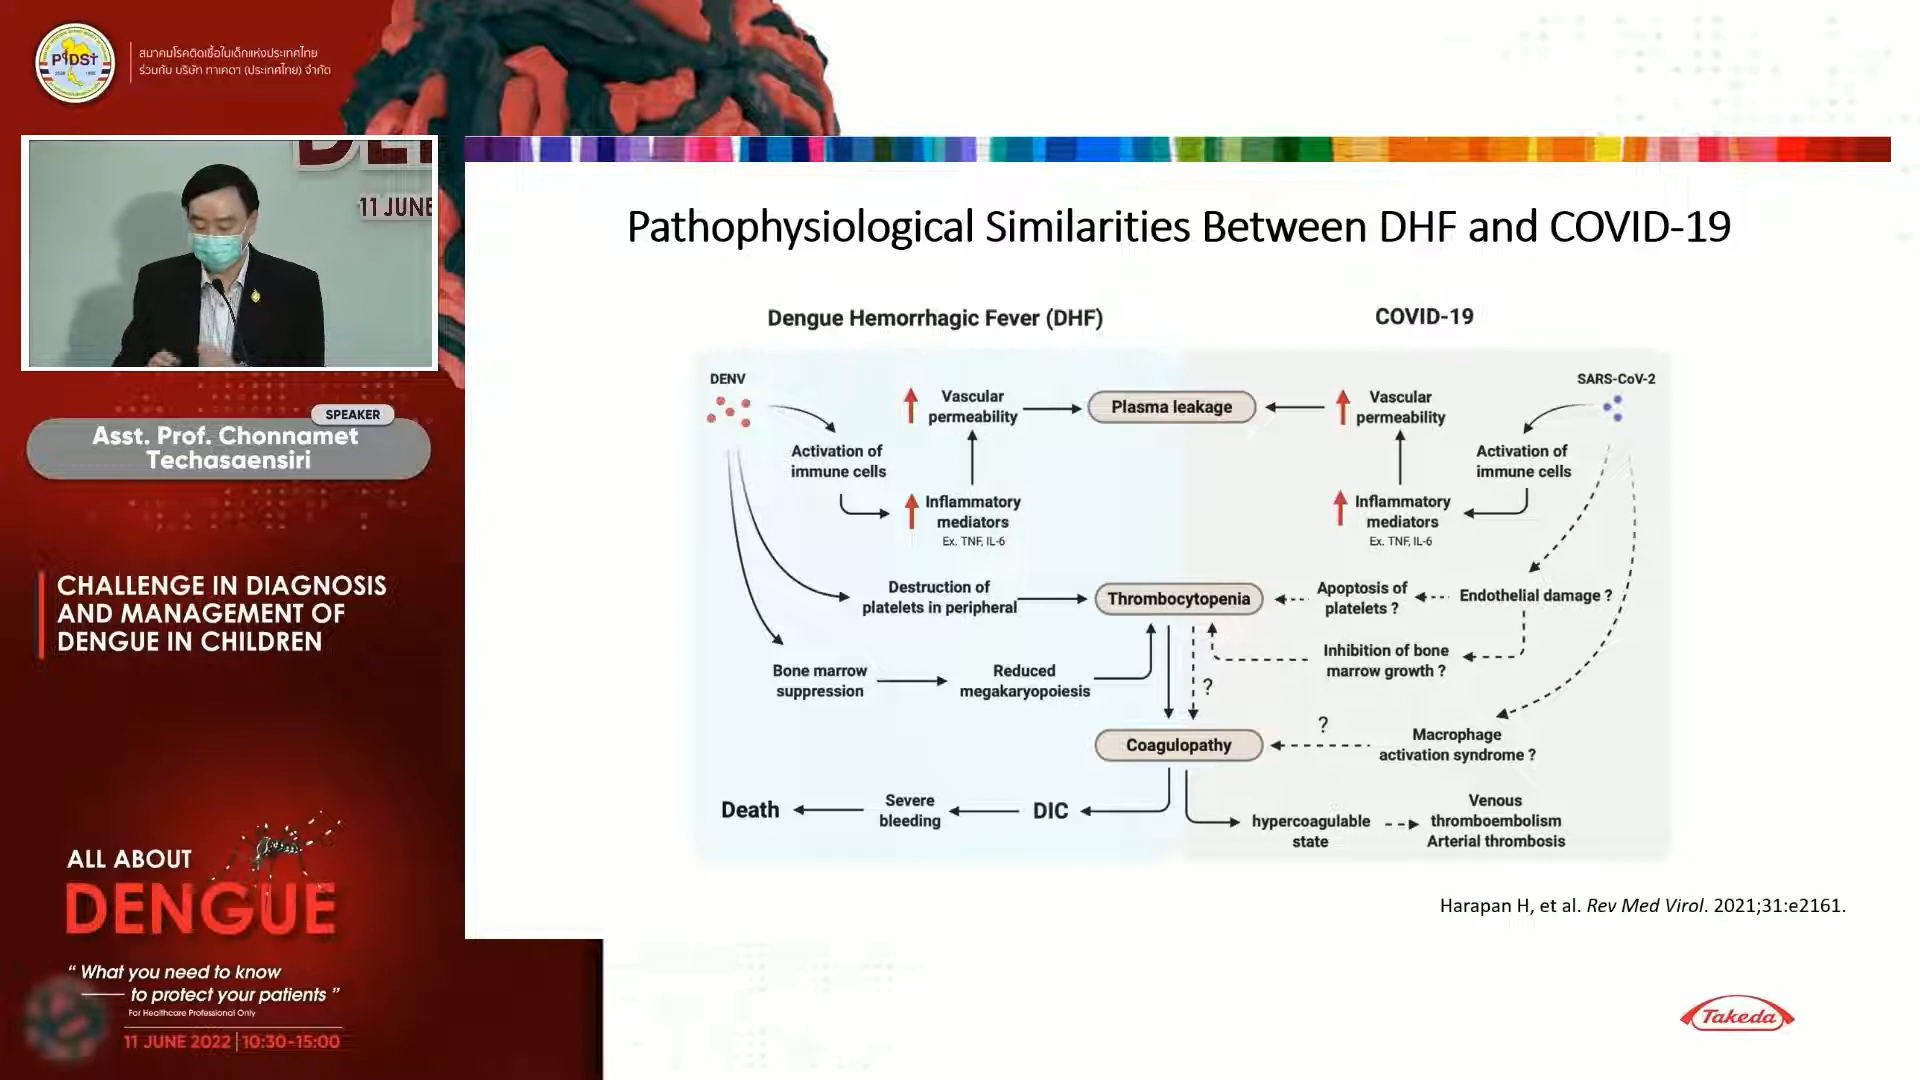 PIDST
สมาคมโรคติดเชื้อในเด็กแห่งประเทศไทย
ร่วมกับ บริษัท ทาเคดา (ประเทศไทย) จำกัด
11 JUNE
SPEAKER
Asst. Prof. Chonnamet
Techasaensiri
CHALLENGE IN DIAGNOSIS
AND MANAGEMENT OF
DENGUE IN CHILDREN
ALL ABOUT
DENGUE
“ What you need to know
to protect your patients ”
For Healthcare Professional Only
11 JUNE 2022 | 10:30-15:00
Pathophysiological Similarities Between DHF and COVID-19
Dengue Hemorrhagic Fever (DHF)
COVID-19
DENV
Vascular
permeability
Plasma leakage
Vascular
permeability
SARS-CoV-2
Activation of
immune cells
Activation of
immune cells
Inflammatory
mediators
Ex. TNF, IL-6
Inflammatory
mediators
Ex. TNF, IL-6
Destruction of
platelets in peripheral
Thrombocytopenia
Apoptosis of
platelets ?
Endothelial damage ?
Bone marrow
suppression
Reduced
megakaryopoiesis
?
Inhibition of bone
marrow growth ?
Coagulopathy
?
Macrophage
activation syndrome ?
Death
Severe
bleeding
DIC
hypercoagulable
state
Venous
thromboembolism
Arterial thrombosis
Harapan H, et al. Rev Med Virol. 2021;31:e2161.
Takeda